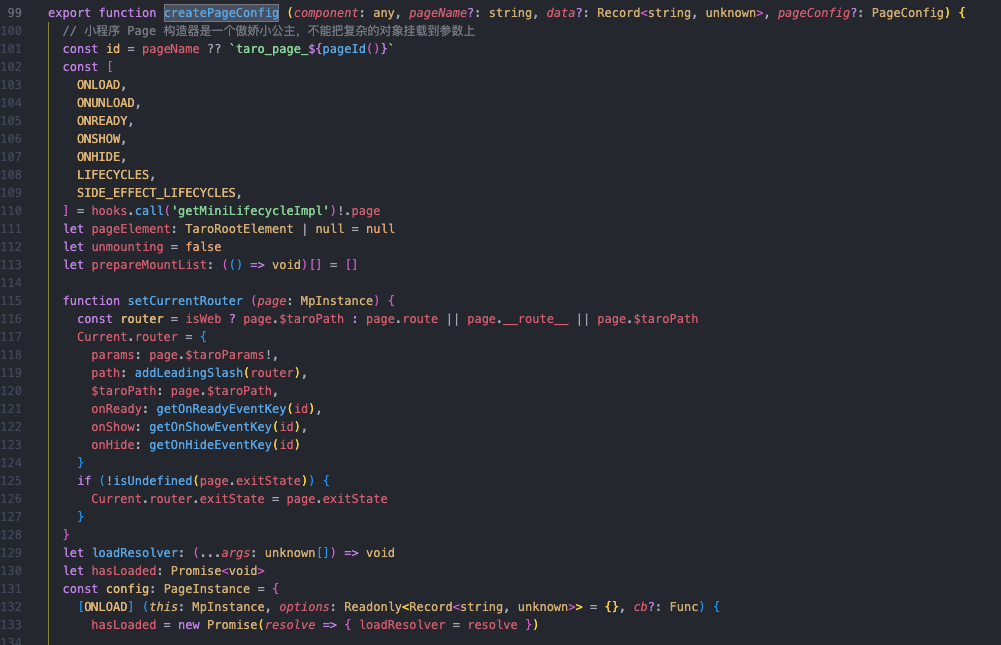 99 export function createPageConfig (component: any, pageName?: string, data?: Record<string, unknown>, pageConfig?: PageConfig) {
100 // 小程序 Page 构造器是一个傲娇小公主，不能把复杂的对象挂载到参数上
101 const id = pageName ?? `taro_page_${pageId()}`
102 const [
103 ONLOAD,
104 ONUNLOAD,
105 ONREADY,
106 ONSHOW,
107 ONHIDE,
108 LIFECYCLES,
109 SIDE_EFFECT_LIFECYCLES,
110 ] = hooks.call('getMiniLifecycleImpl')!.page
111 let pageElement: TaroRootElement | null = null
112 let unmounting = false
113 let prepareMountList: (() => void)[] = []
114
115 function setCurrentRouter (page: MpInstance) {
116 const router = isWeb ? page.$taroPath : page.route || page.__route__ || page.$taroPath
117 Current.router = {
118 params: page.$taroParams!,
119 path: addLeadingSlash(router),
120 $taroPath: page.$taroPath,
121 onReady: getOnReadyEventKey(id),
122 onShow: getOnShowEventKey(id),
123 onHide: getOnHideEventKey(id)
124 }
125 if (!isUndefined(page.exitState)) {
126 Current.router.exitState = page.exitState
127 }
128 }
129 let loadResolver: (...args: unknown[]) => void
130 let hasLoaded: Promise<void>
131 const config: PageInstance = {
132 [ONLOAD] (this: MpInstance, options: Readonly<Record<string, unknown>> = {}, cb?: Func) {
133 hasLoaded = new Promise(resolve => { loadResolver = resolve })
134